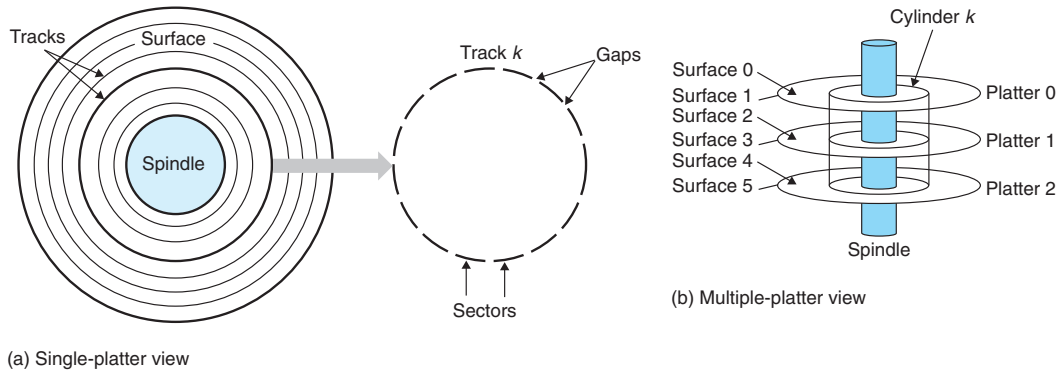 Tracks
Surface
Spindle
Track k
Gaps
Sectors
(a) Single-platter view
Cylinder k
Surface 0
Surface 1
Surface 2
Surface 3
Surface 4
Surface 5
Platter 0
Platter 1
Platter 2
Spindle
(b) Multiple-platter view